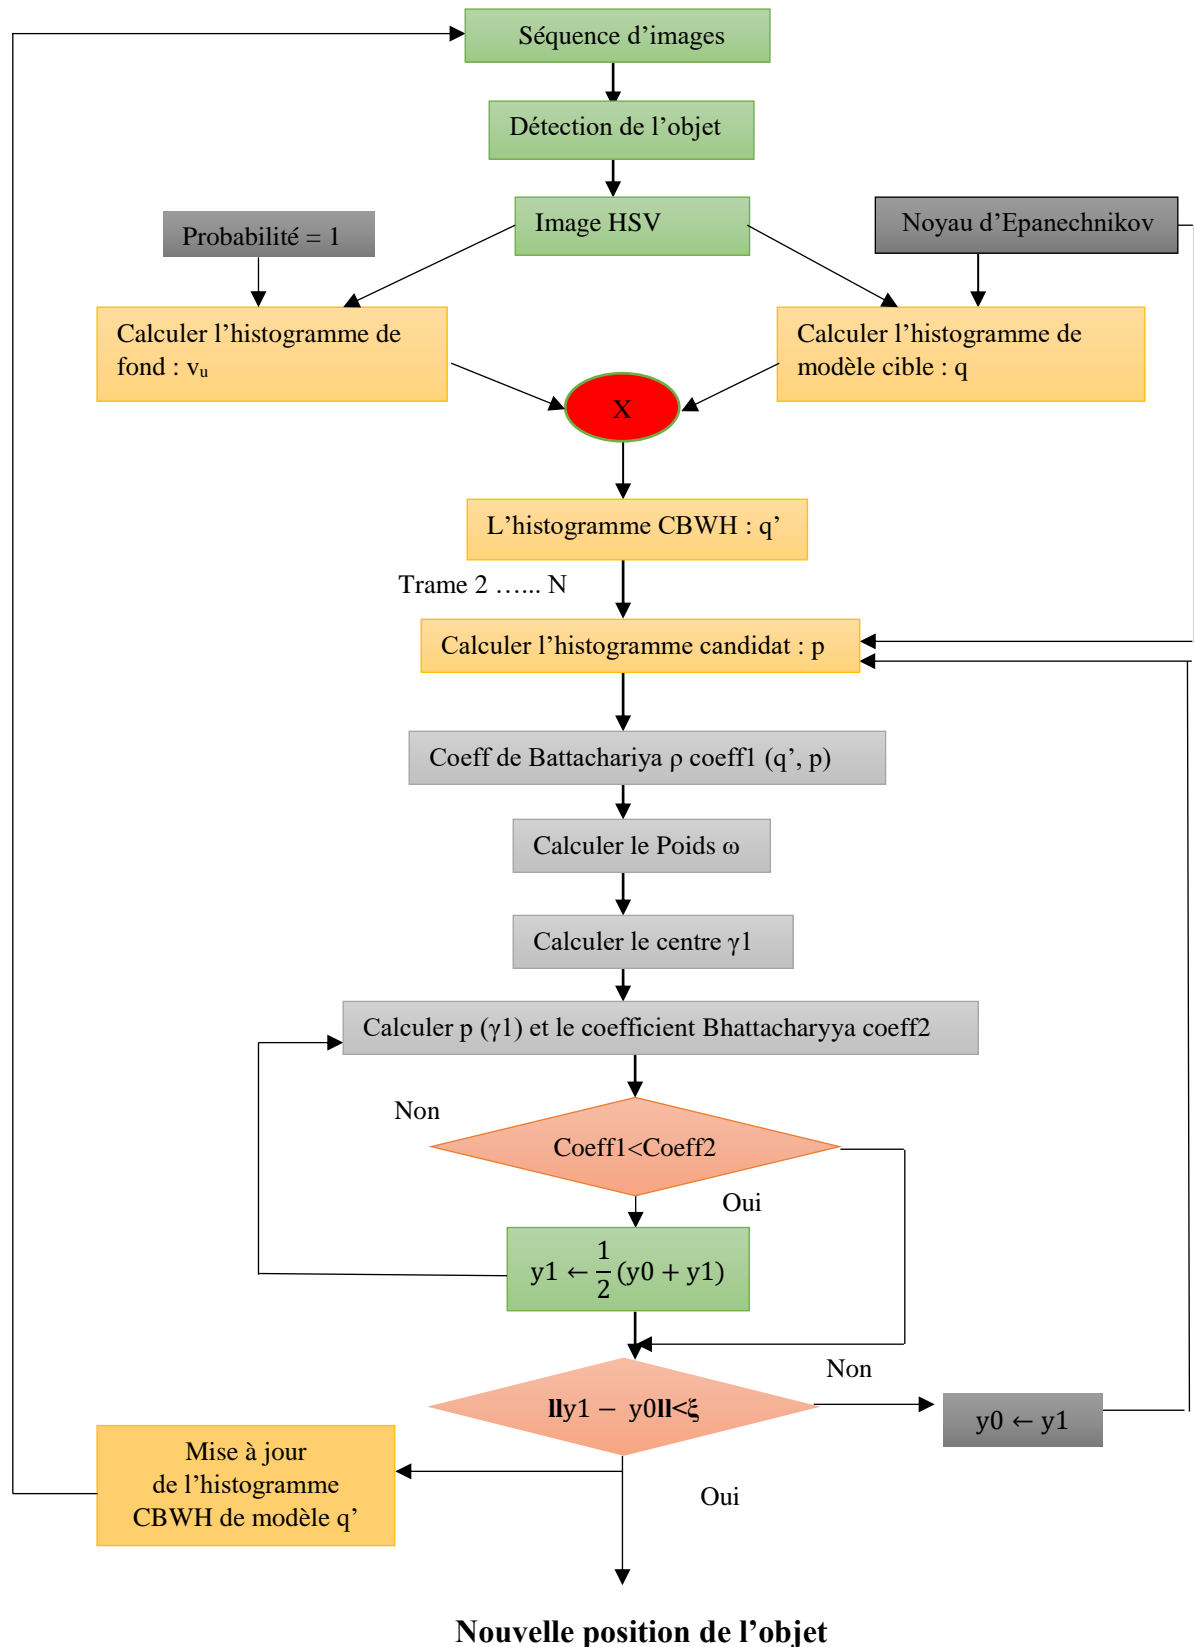 Séquence d’images
Détection de l’objet
Image HSV
Probabilité = 1
Noyau d’Epanechnikov
Calculer l’histogramme de
fond : vᵤ
Calculer l’histogramme de
modèle cible : q
X
L’histogramme CBWH : q’
Trame 2 …... N
Calculer l’histogramme candidat : p
Coeff de Battachariya ρ coeff1 (q’, p)
Calculer le Poids ω
Calculer le centre γ1
Calculer p (γ1) et le coefficient Bhattacharyya coeff2
Non
Coeff1<Coeff2
Oui
y1 ← 1/2 (y0 + y1)
Non
lly1 − y0ll<ξ
y0 ← y1
Mise à jour
de l’histogramme
CBWH de modèle q’
Oui
Nouvelle position de l’objet